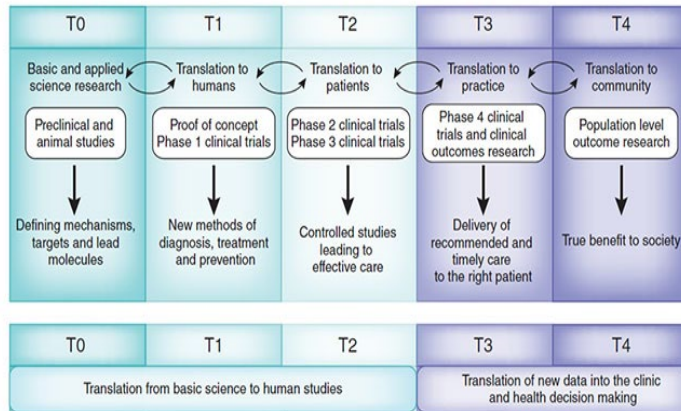 T0
T1
T2
T3
T4
Basic and applied
science research
Translation to
humans
Translation to
patients
Translation to
practice
Translation to
community
Preclinical and
animal studies
Proof of concept
Phase 1 clinical trials
Phase 2 clinical trials
Phase 3 clinical trials
Phase 4 clinical
trials and clinical
outcomes research
Population level
outcome research
Defining mechanisms,
targets and lead
molecules
New methods of
diagnosis, treatment
and prevention
Controlled studies
leading to
effective care
Delivery of
recommended and
timely care
to the right patient
True benefit to society
T0
T1
T2
T3
T4
Translation from basic science to human studies
Translation of new data into the clinic
and health decision making